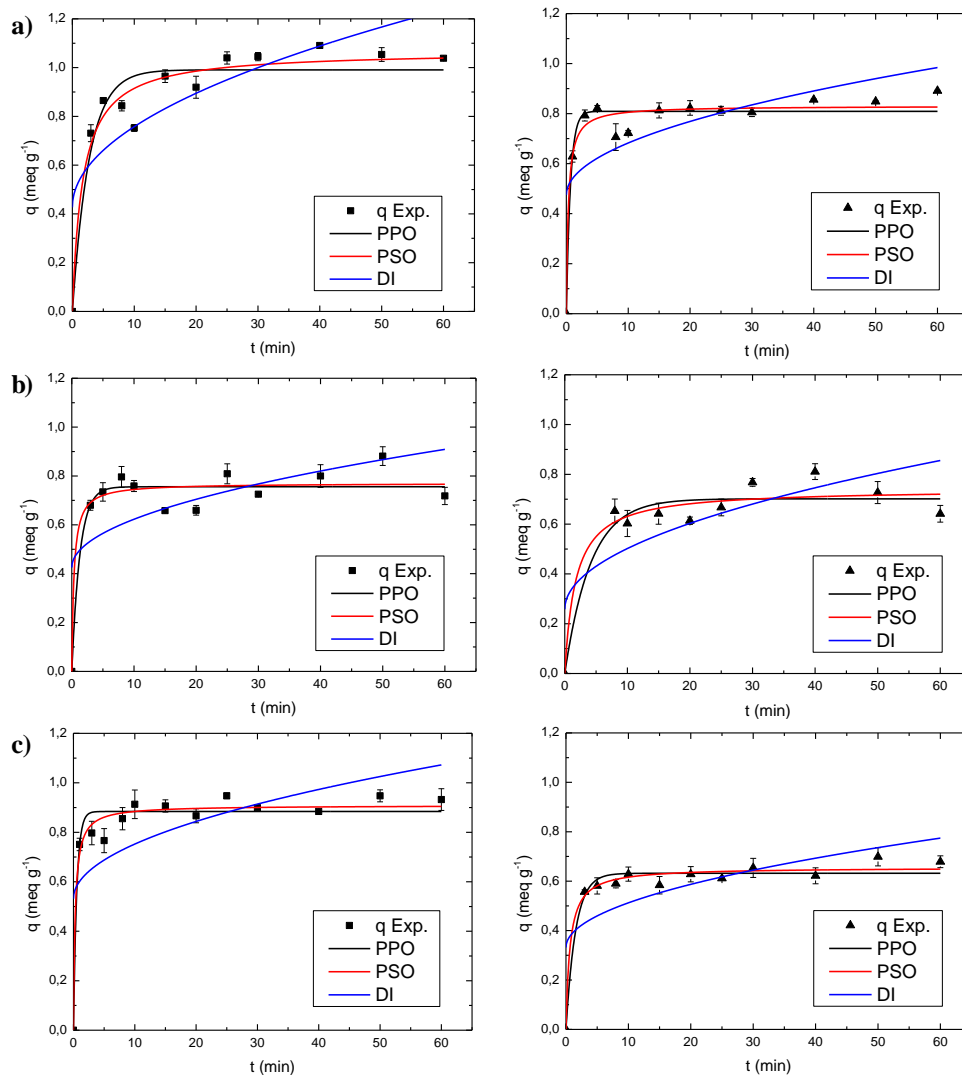 a)
1,2
1,0
0,8
0,6
0,4
0,2
0,0
q (meq g-1)
0 10 20 30 40 50 60
t (min)
q Exp.
PPO
PSO
DI
1,2
1,0
0,8
0,6
0,4
0,2
0,0
q (meq g-1)
0 10 20 30 40 50 60
t (min)
q Exp.
PPO
PSO
DI
b)
1,2
1,0
0,8
0,6
0,4
0,2
0,0
q (meq g-1)
0 10 20 30 40 50 60
t (min)
q Exp.
PPO
PSO
DI
1,2
1,0
0,8
0,6
0,4
0,2
0,0
q (meq g-1)
0 10 20 30 40 50 60
t (min)
q Exp.
PPO
PSO
DI
c)
1,2
1,0
0,8
0,6
0,4
0,2
0,0
q (meq g-1)
0 10 20 30 40 50 60
t (min)
q Exp.
PPO
PSO
DI
1,2
1,0
0,8
0,6
0,4
0,2
0,0
q (meq g-1)
0 10 20 30 40 50 60
t (min)
q Exp.
PPO
PSO
DI